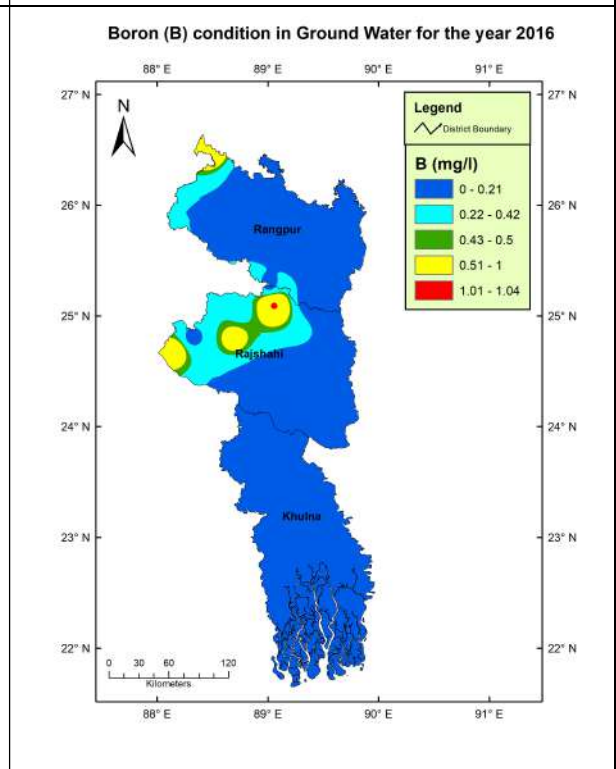 Boron (B) condition in Ground Water for the year 2016
88° E 89° E 90° E 91° E
27° N 27° N
N
Legend
District Boundary
B (mg/l)
0 - 0.21
0.22 - 0.42
0.43 - 0.5
0.51 - 1
1.01 - 1.04
26° N 26° N
Rangpur
25° N 25° N
Rajshahi
24° N 24° N
Khulna
23° N 23° N
22° N 22° N
0 30 60 120
Kilometers
88° E 89° E 90° E 91° E